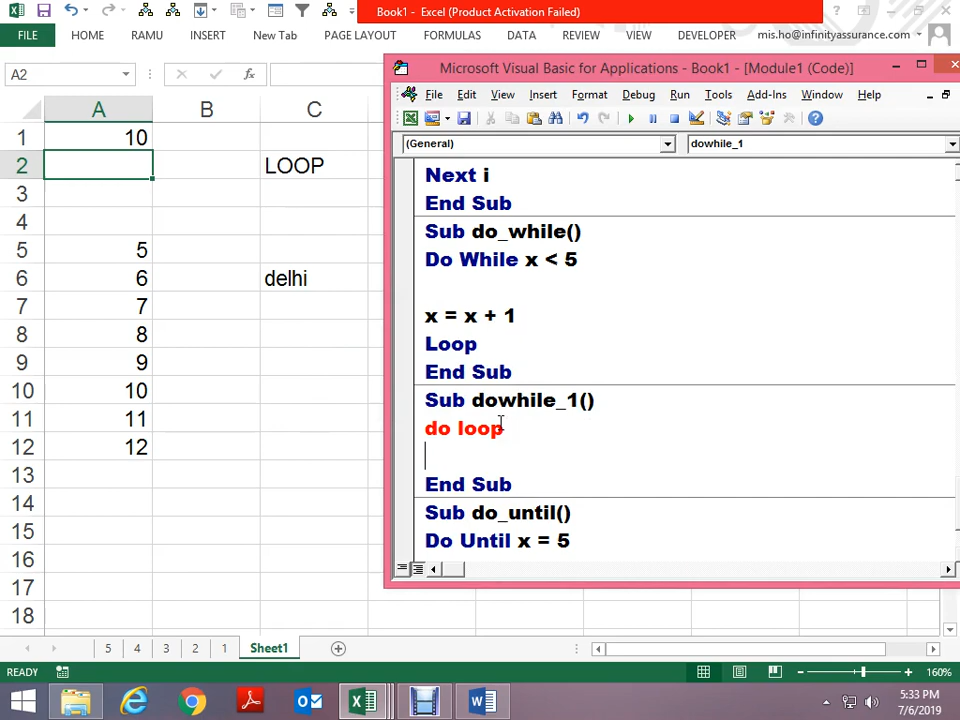 Book1 - Excel (Product Activation Failed)
FILE HOME RAMU INSERT New Tab PAGE LAYOUT FORMULAS DATA REVIEW DEVELOPER mis.ho@infinityassurance.com
A2 fx
A B C
1 10
2 LOOP
3
4
5 5
6 6 delhi
7 7
8 8
9 9
10 10
11 11
12 12
13
14
15
16
17
18
Microsoft Visual Basic for Applications - Book1 - [Module1 (Code)]
File Edit View Insert Format Debug Run Tools Add-Ins Window Help
(General) dowhile_1
Next i
End Sub
Sub do_while()
Do While x < 5
x = x + 1
Loop
End Sub
Sub dowhile_1()
do loop
End Sub
Sub do_until()
Do Until x = 5
5 4 3 2 1 Sheet1
READY 160%
5:33 PM
7/6/2019